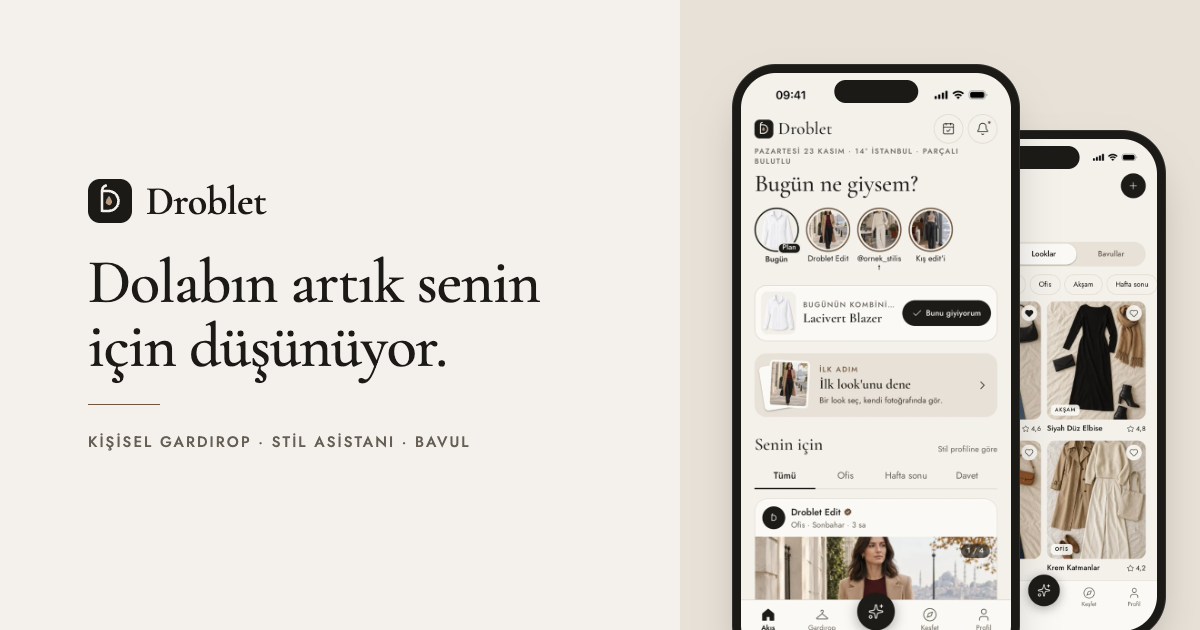 Droblet
Dolabın artık senin
için düşünüyor.
KİŞİSEL GARDIROP · STİL ASİSTANI · BAVUL
09:41
Droblet
PAZARTESİ 23 KASIM · 14° İSTANBUL · PARÇALI
BULUTLU
Bugün ne giysem?
Plan
Bugün
Droblet Edit
@ornek_stilis
t
Kış edit'i
BUGÜNÜN KOMBİNİ...
Lacivert Blazer
Bunu giyiyorum
İLK ADIM
İlk look'unu dene
Bir look seç, kendi fotoğrafında gör.
Senin için
Stil profiline göre
Tümü
Ofis
Hafta sonu
Davet
Droblet Edit
Ofis · Sonbahar · 3 sa
1 / 4
Akış
Gardırop
Keşfet
Profil
Looklar
Bavullar
Ofis
Akşam
Hafta sonu
AKŞAM
4,6
Siyah Düz Elbise
4,8
OFİS
Krem Katmanlar
4,2
Keşfet
Profil